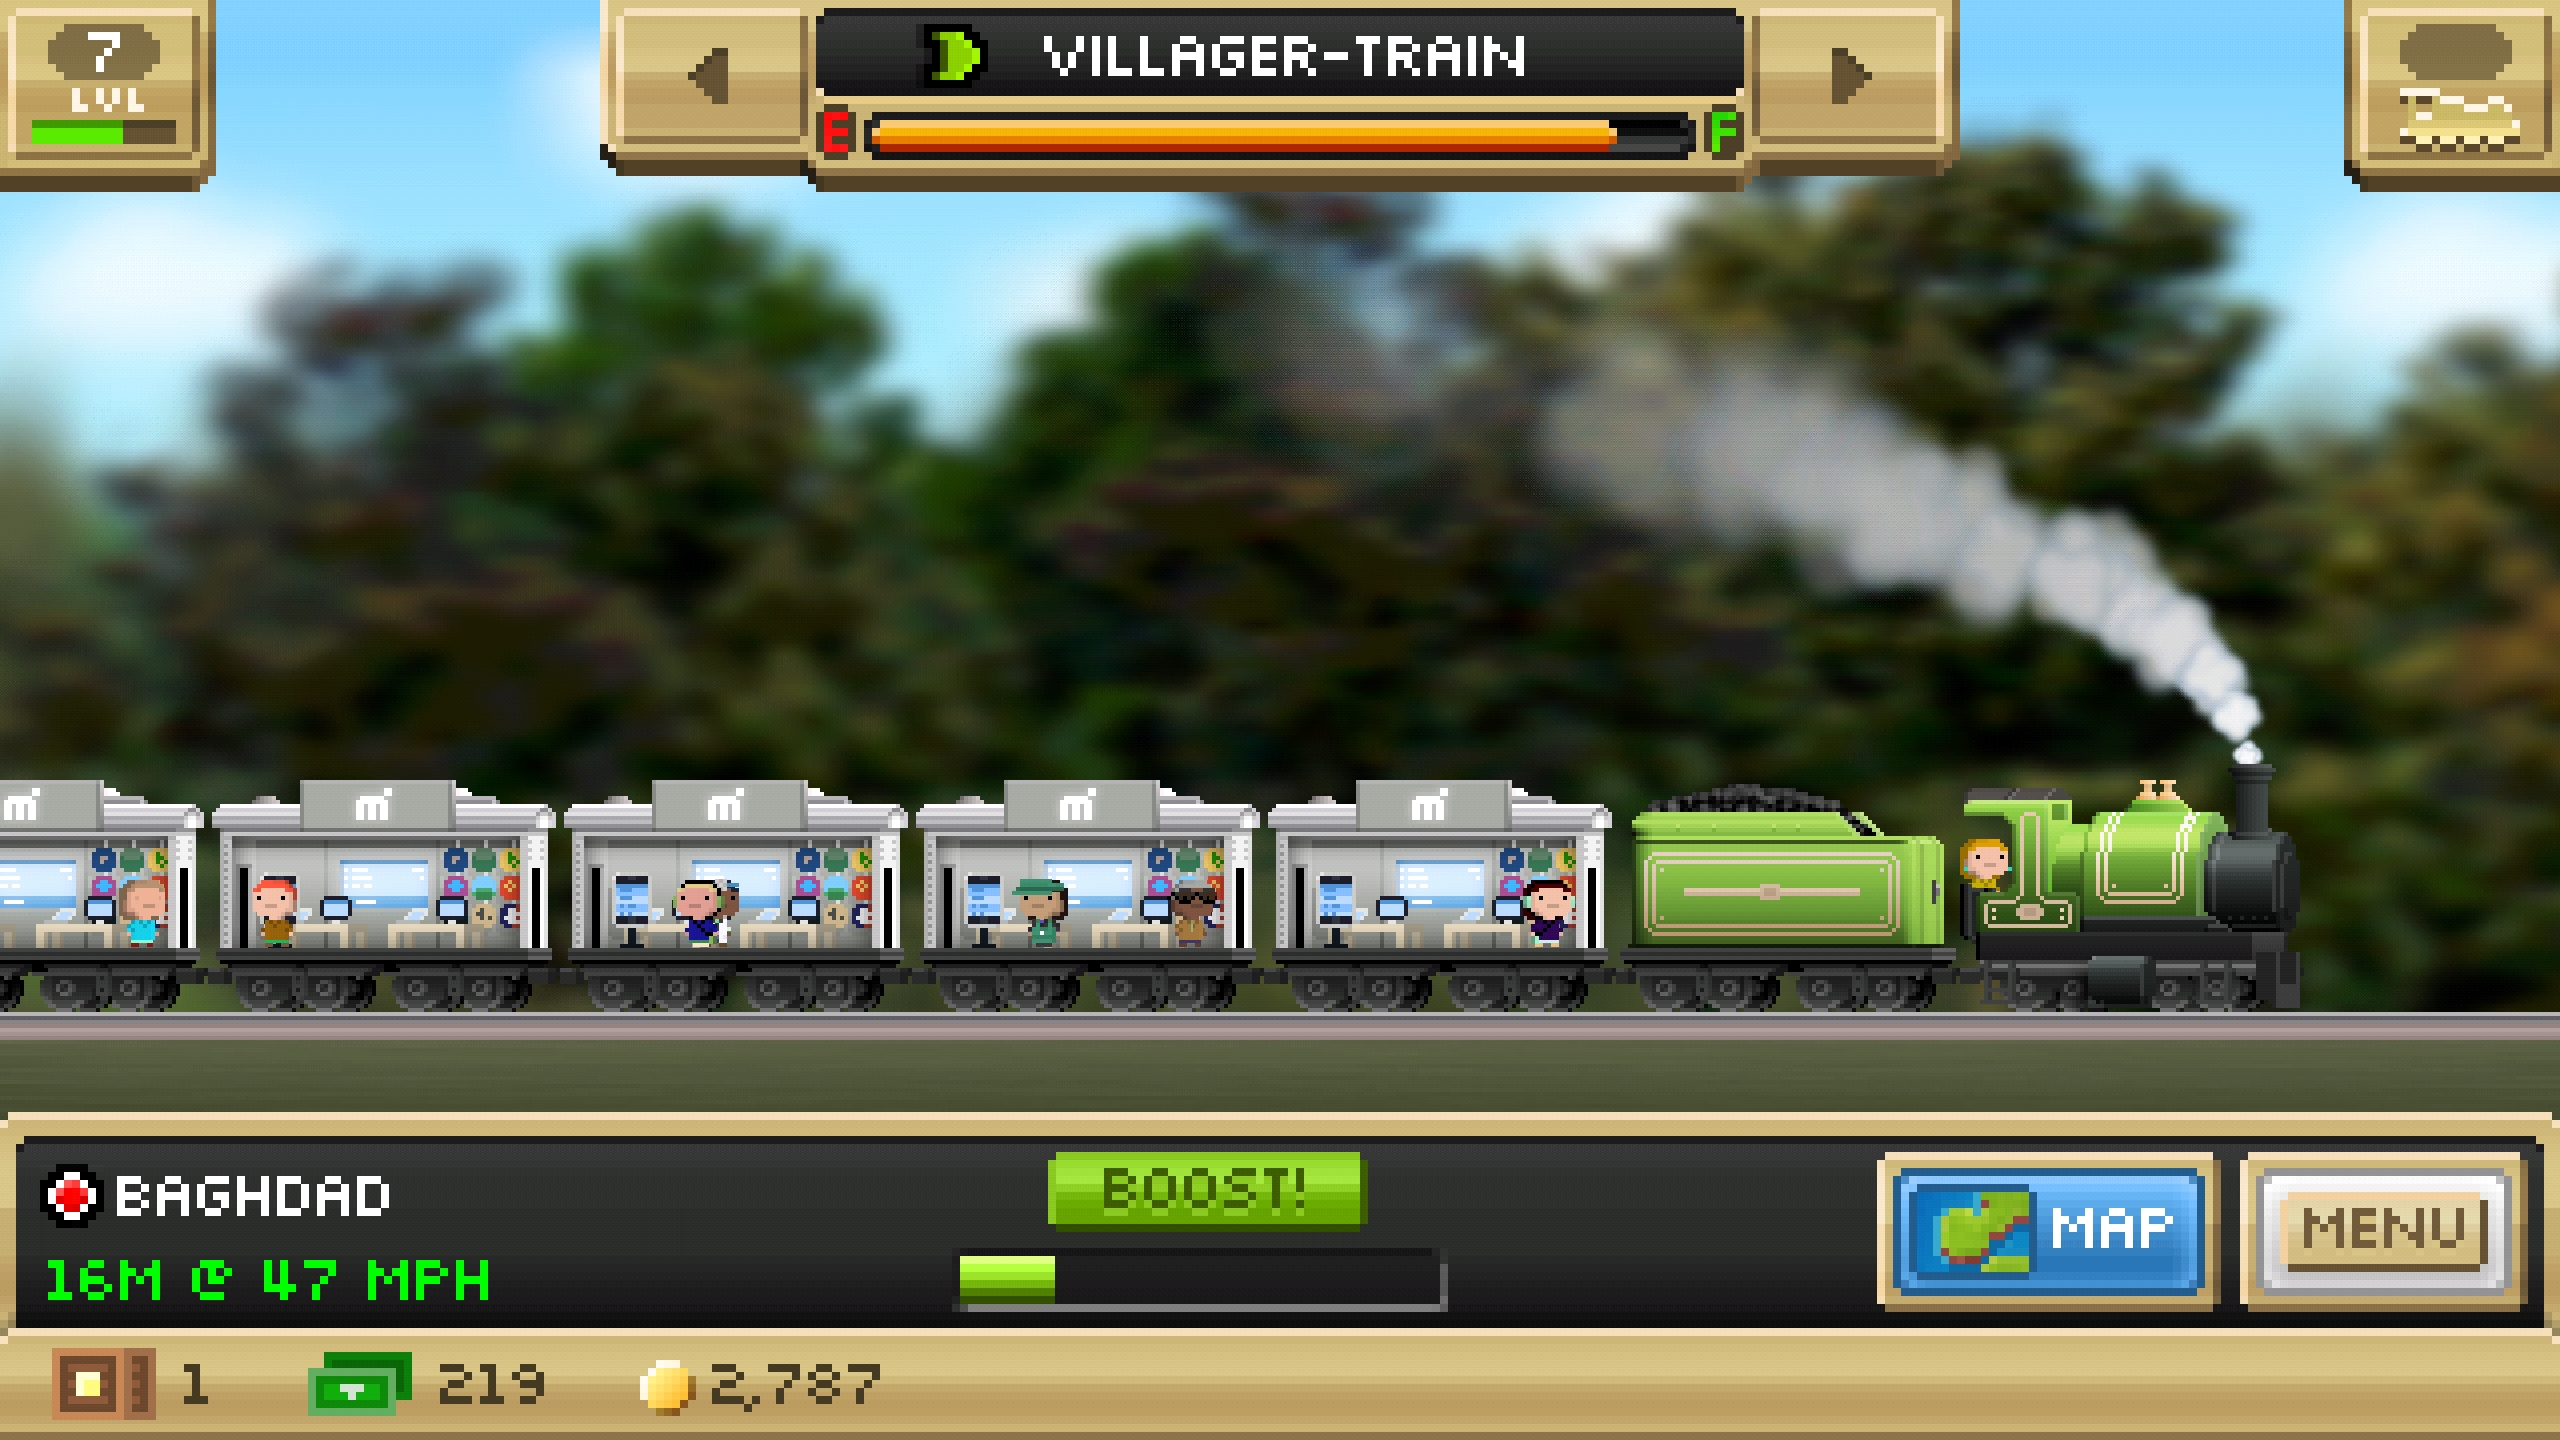 7
LVL
VILLAGER-TRAIN
E F
m
m
m
m
m
BAGHDAD
BOOST!
MAP
MENU
16M @ 47 MPH
1
219
2,787